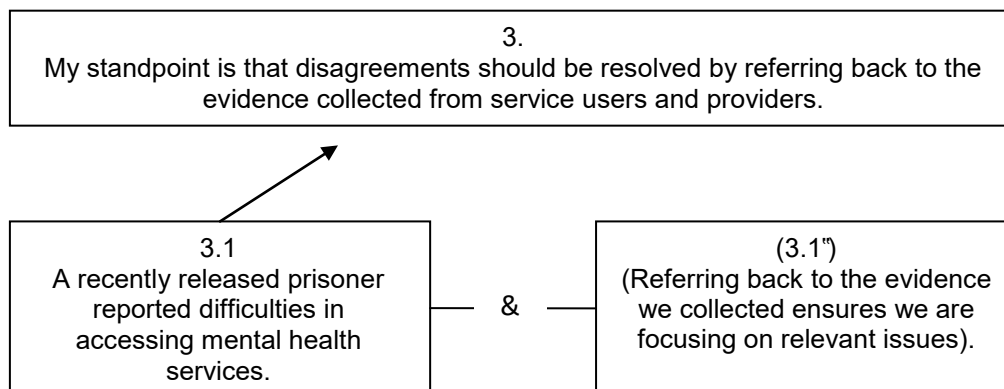 3.
My standpoint is that disagreements should be resolved by referring back to the
evidence collected from service users and providers.
3.1
A recently released prisoner
reported difficulties in
accessing mental health
services.
&
(3.1‟)
(Referring back to the evidence
we collected ensures we are
focusing on relevant issues).